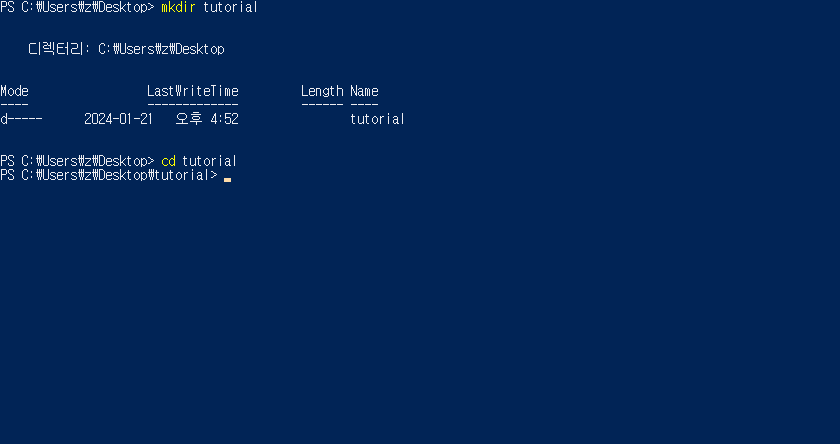 PS C:₩Users₩z₩Desktop> mkdir tutorial
디렉터리: C:₩Users₩z₩Desktop
Mode LastWriteTime Length Name
---- ------------- ------ ----
d----- 2024-01-21 오후 4:52 tutorial
PS C:₩Users₩z₩Desktop> cd tutorial
PS C:₩Users₩z₩Desktop₩tutorial>